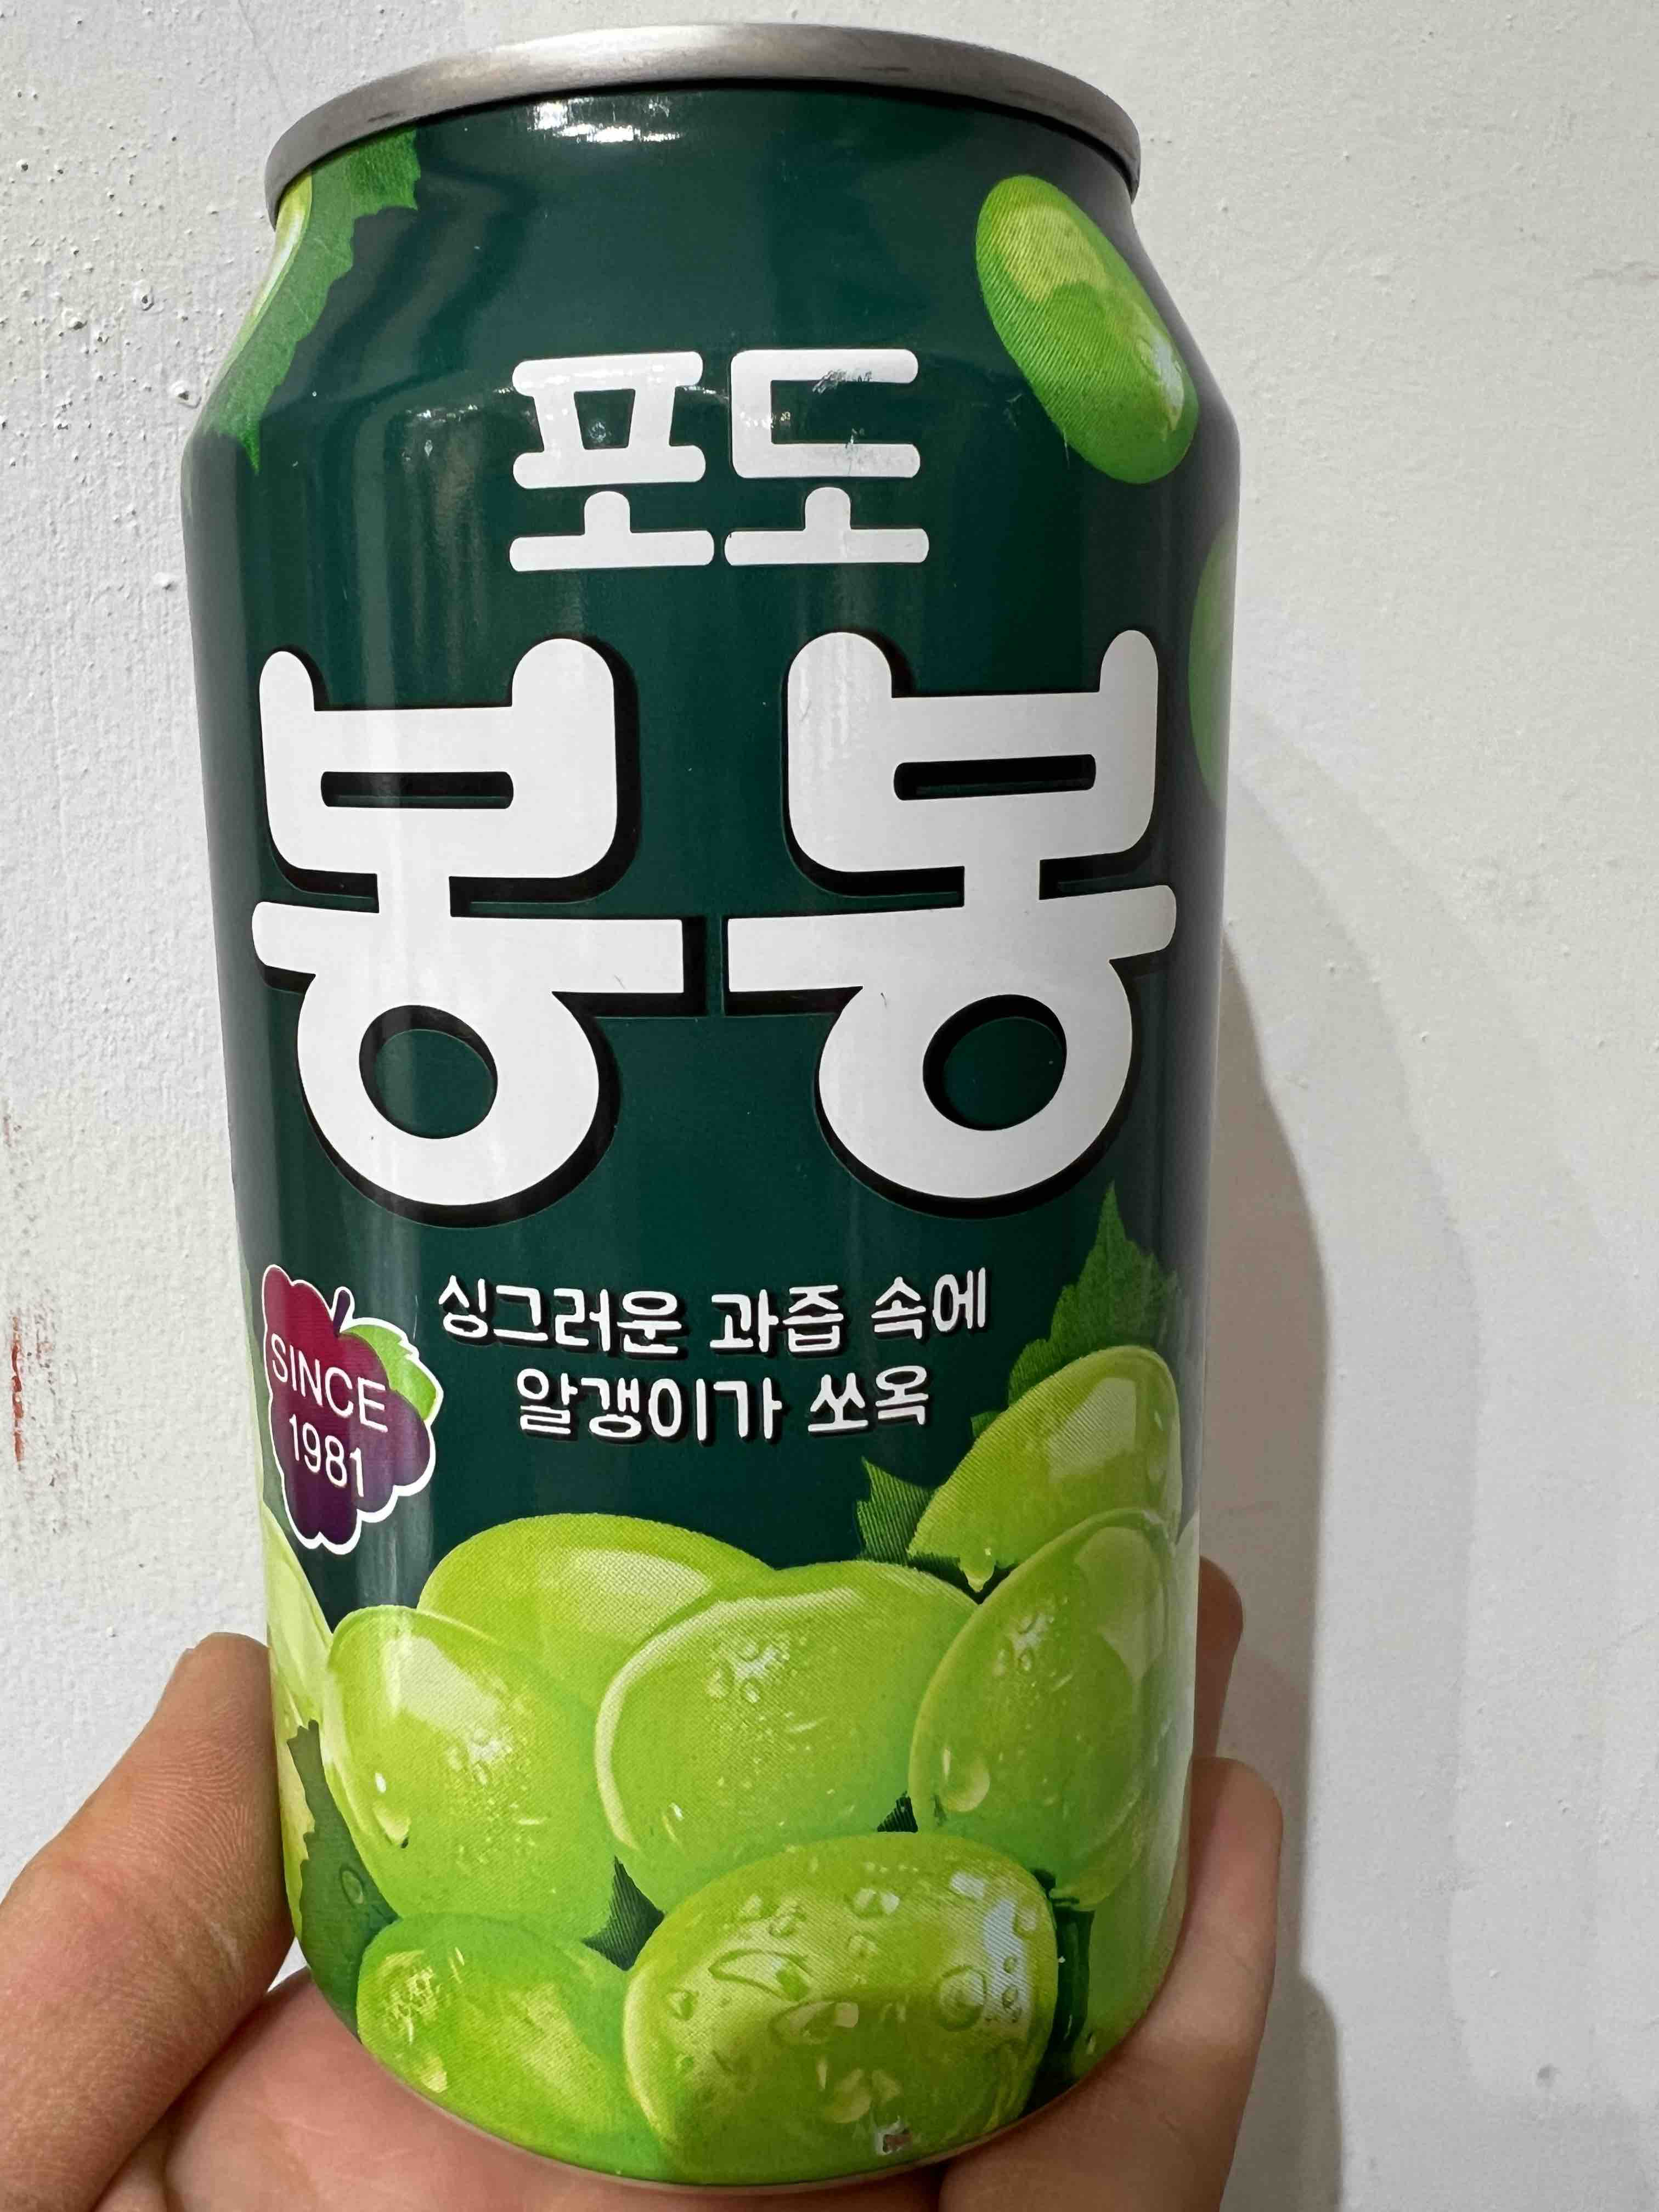 포도
봉봉
싱그러운 과즙 속에
알갱이가 쏘옥
SINCE
1981